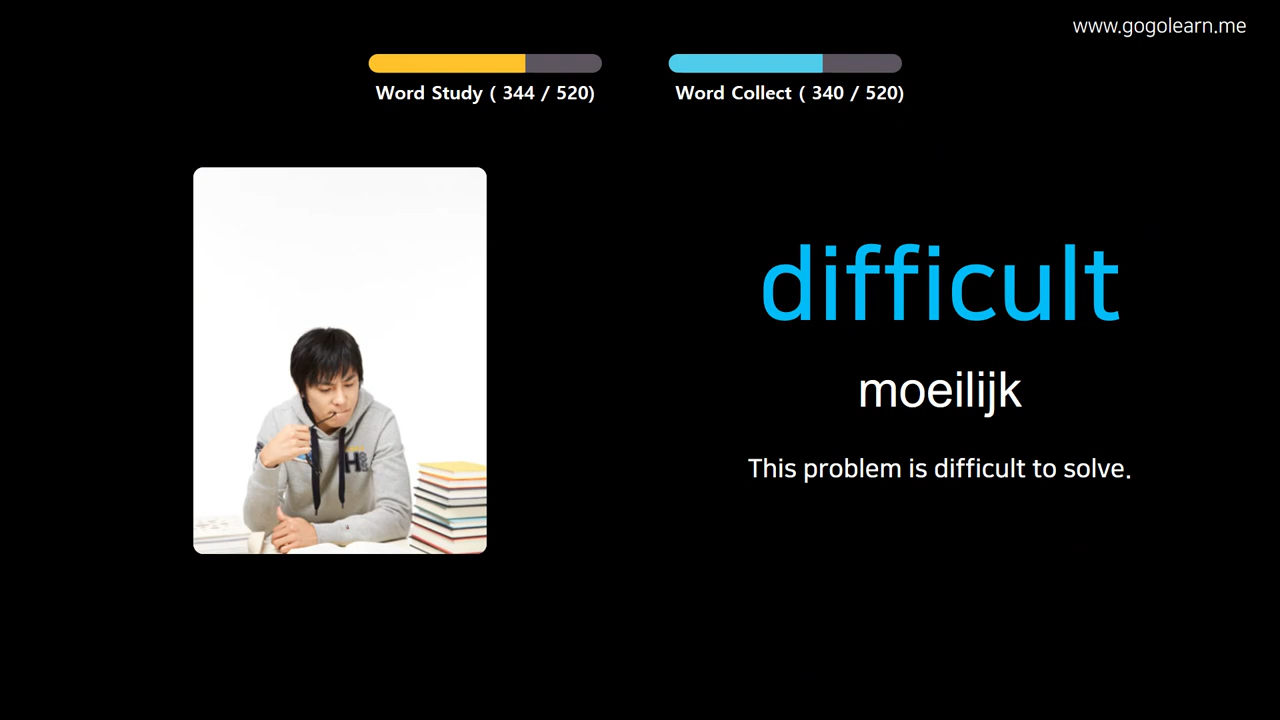 www.gogolearn.me
Word Study ( 344 / 520)
Word Collect ( 340 / 520)
difficult
moeilijk
This problem is difficult to solve.
H